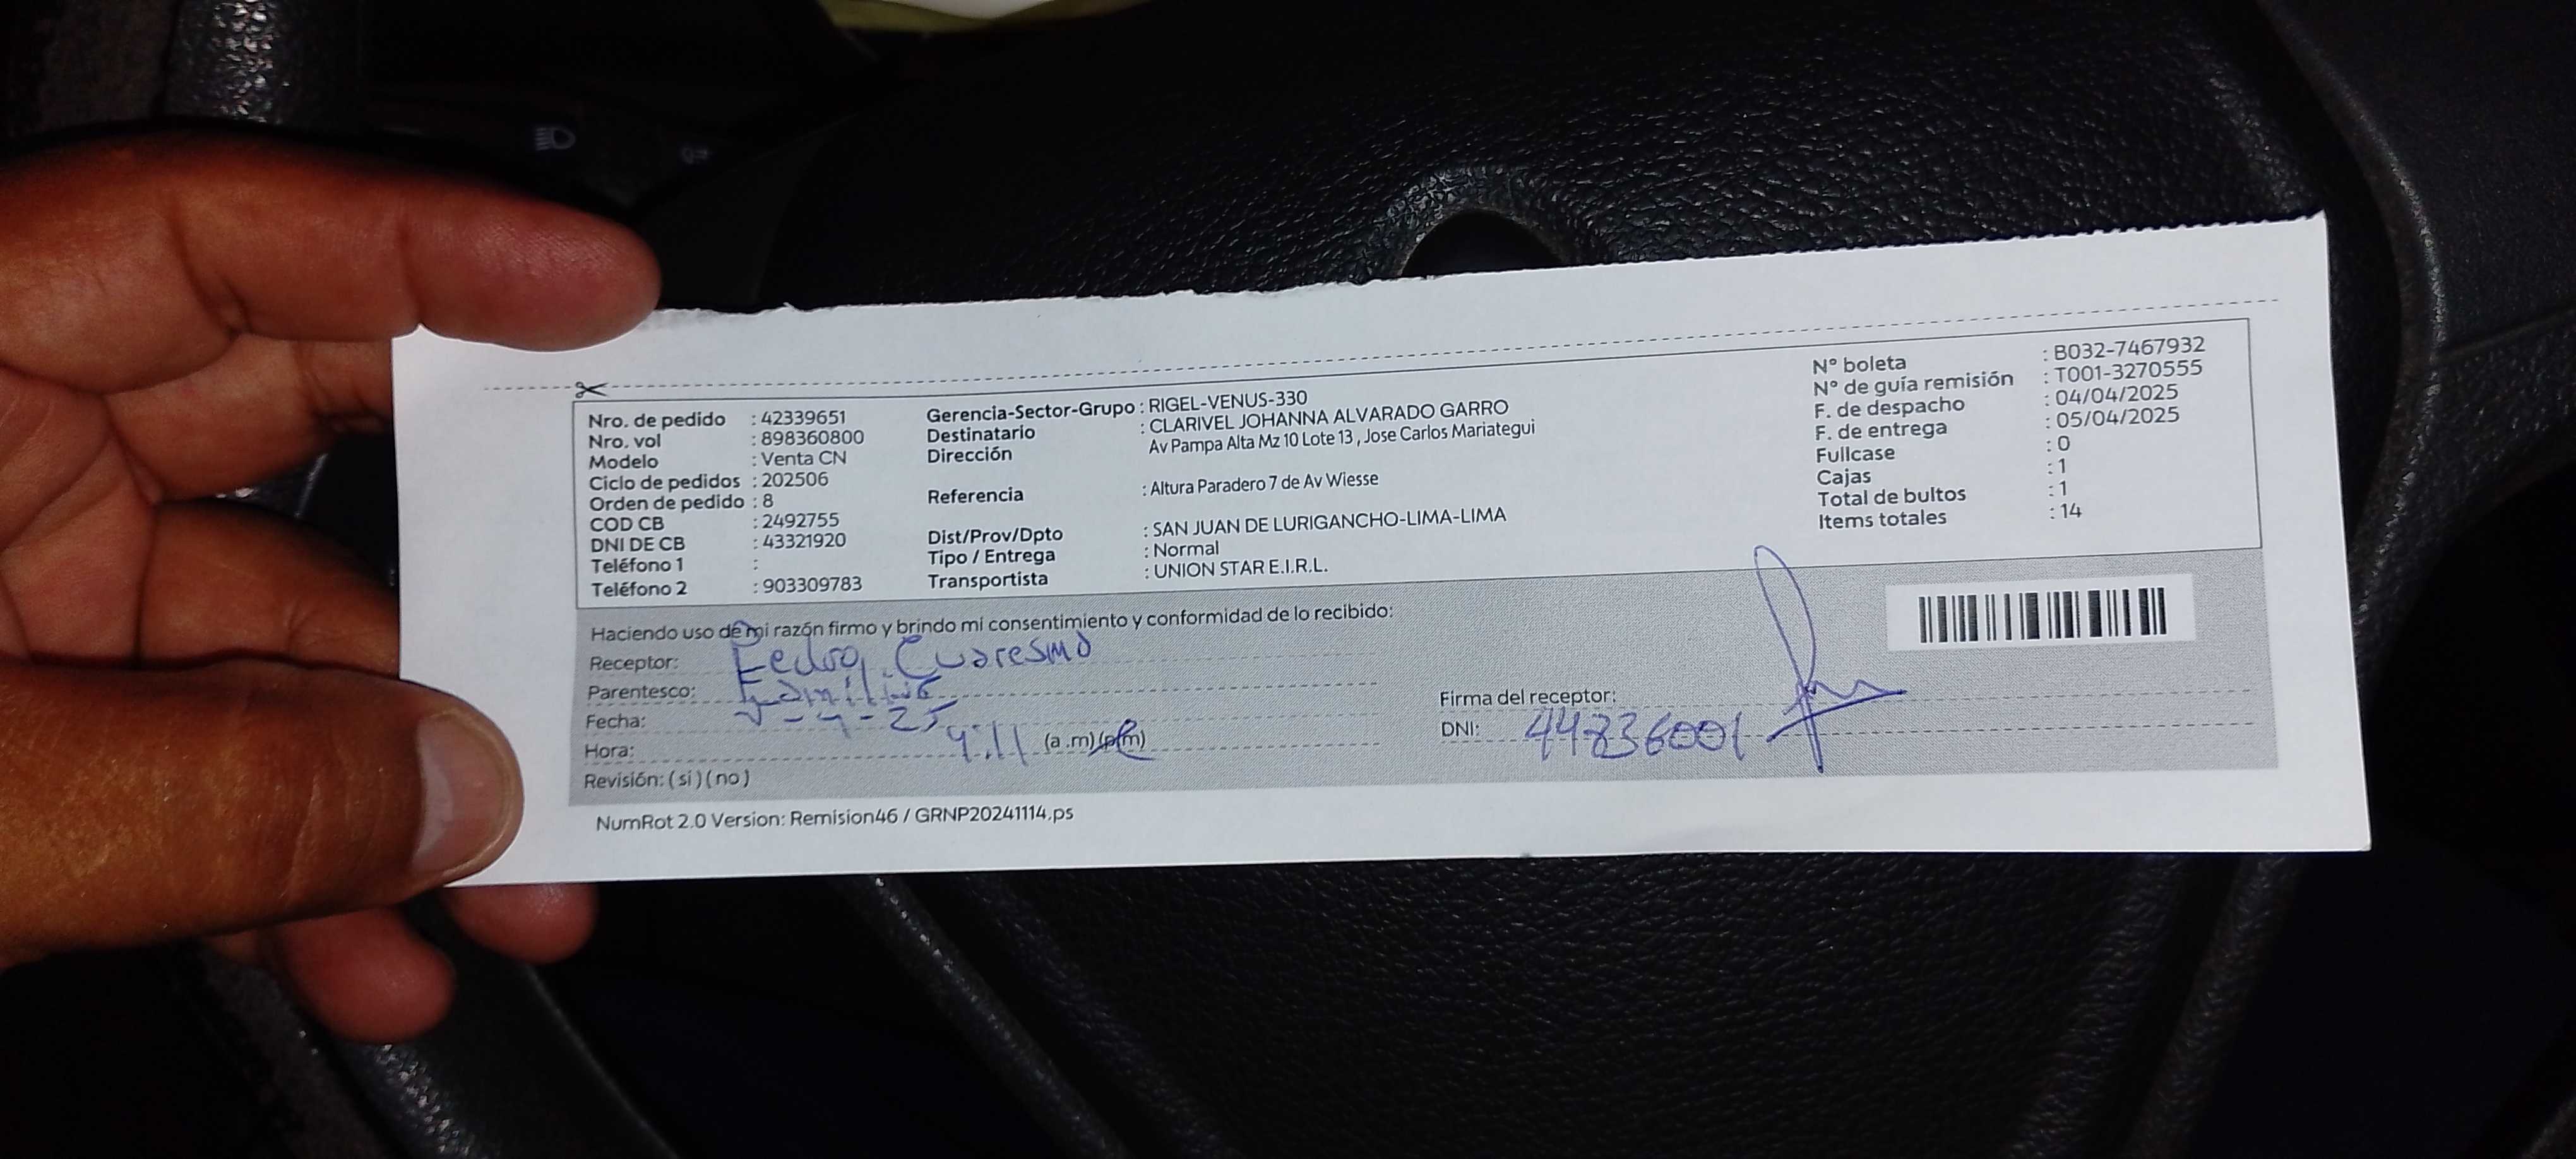 Nro. de pedido : 42339651
Nro. vol : 898360800
Modelo : Venta CN
Ciclo de pedidos : 202506
Orden de pedido : 8
COD CB : 2492755
DNI DE CB : 43321920
Teléfono 1 :
Teléfono 2 : 903309783
Gerencia-Sector-Grupo : RIGEL-VENUS-330
Destinatario : CLARIVEL JOHANNA ALVARADO GARRO
Dirección Av Pampa Alta Mz 10 Lote 13 , Jose Carlos Mariategui
Referencia : Altura Paradero 7 de Av Wiesse
Dist/Prov/Dpto : SAN JUAN DE LURIGANCHO-LIMA-LIMA
Tipo / Entrega : Normal
Transportista : UNION STAR E.I.R.L.
N° boleta : B032-7467932
N° de guía remisión : T001-3270555
F. de despacho : 04/04/2025
F. de entrega : 05/04/2025
Fullcase : 0
Cajas : 1
Total de bultos : 1
Items totales : 14
Haciendo uso de mi razón firmo y brindo mi consentimiento y conformidad de lo recibido:
Receptor: Cuaresma
Parentesco:
Fecha: 5-4-25
Hora: 4:11 (a .m) (p.m)
Revisión: ( si ) ( no )
Firma del receptor:
DNI: 44836001
NumRot 2.0 Version: Remision46 / GRNP20241114.ps